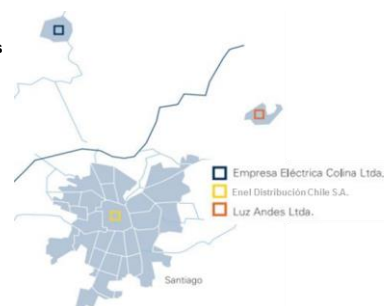 s
Empresa Eléctrica Colina Ltda.
Enel Distribución Chile S.A.
Luz Andes Ltda.
Santiago